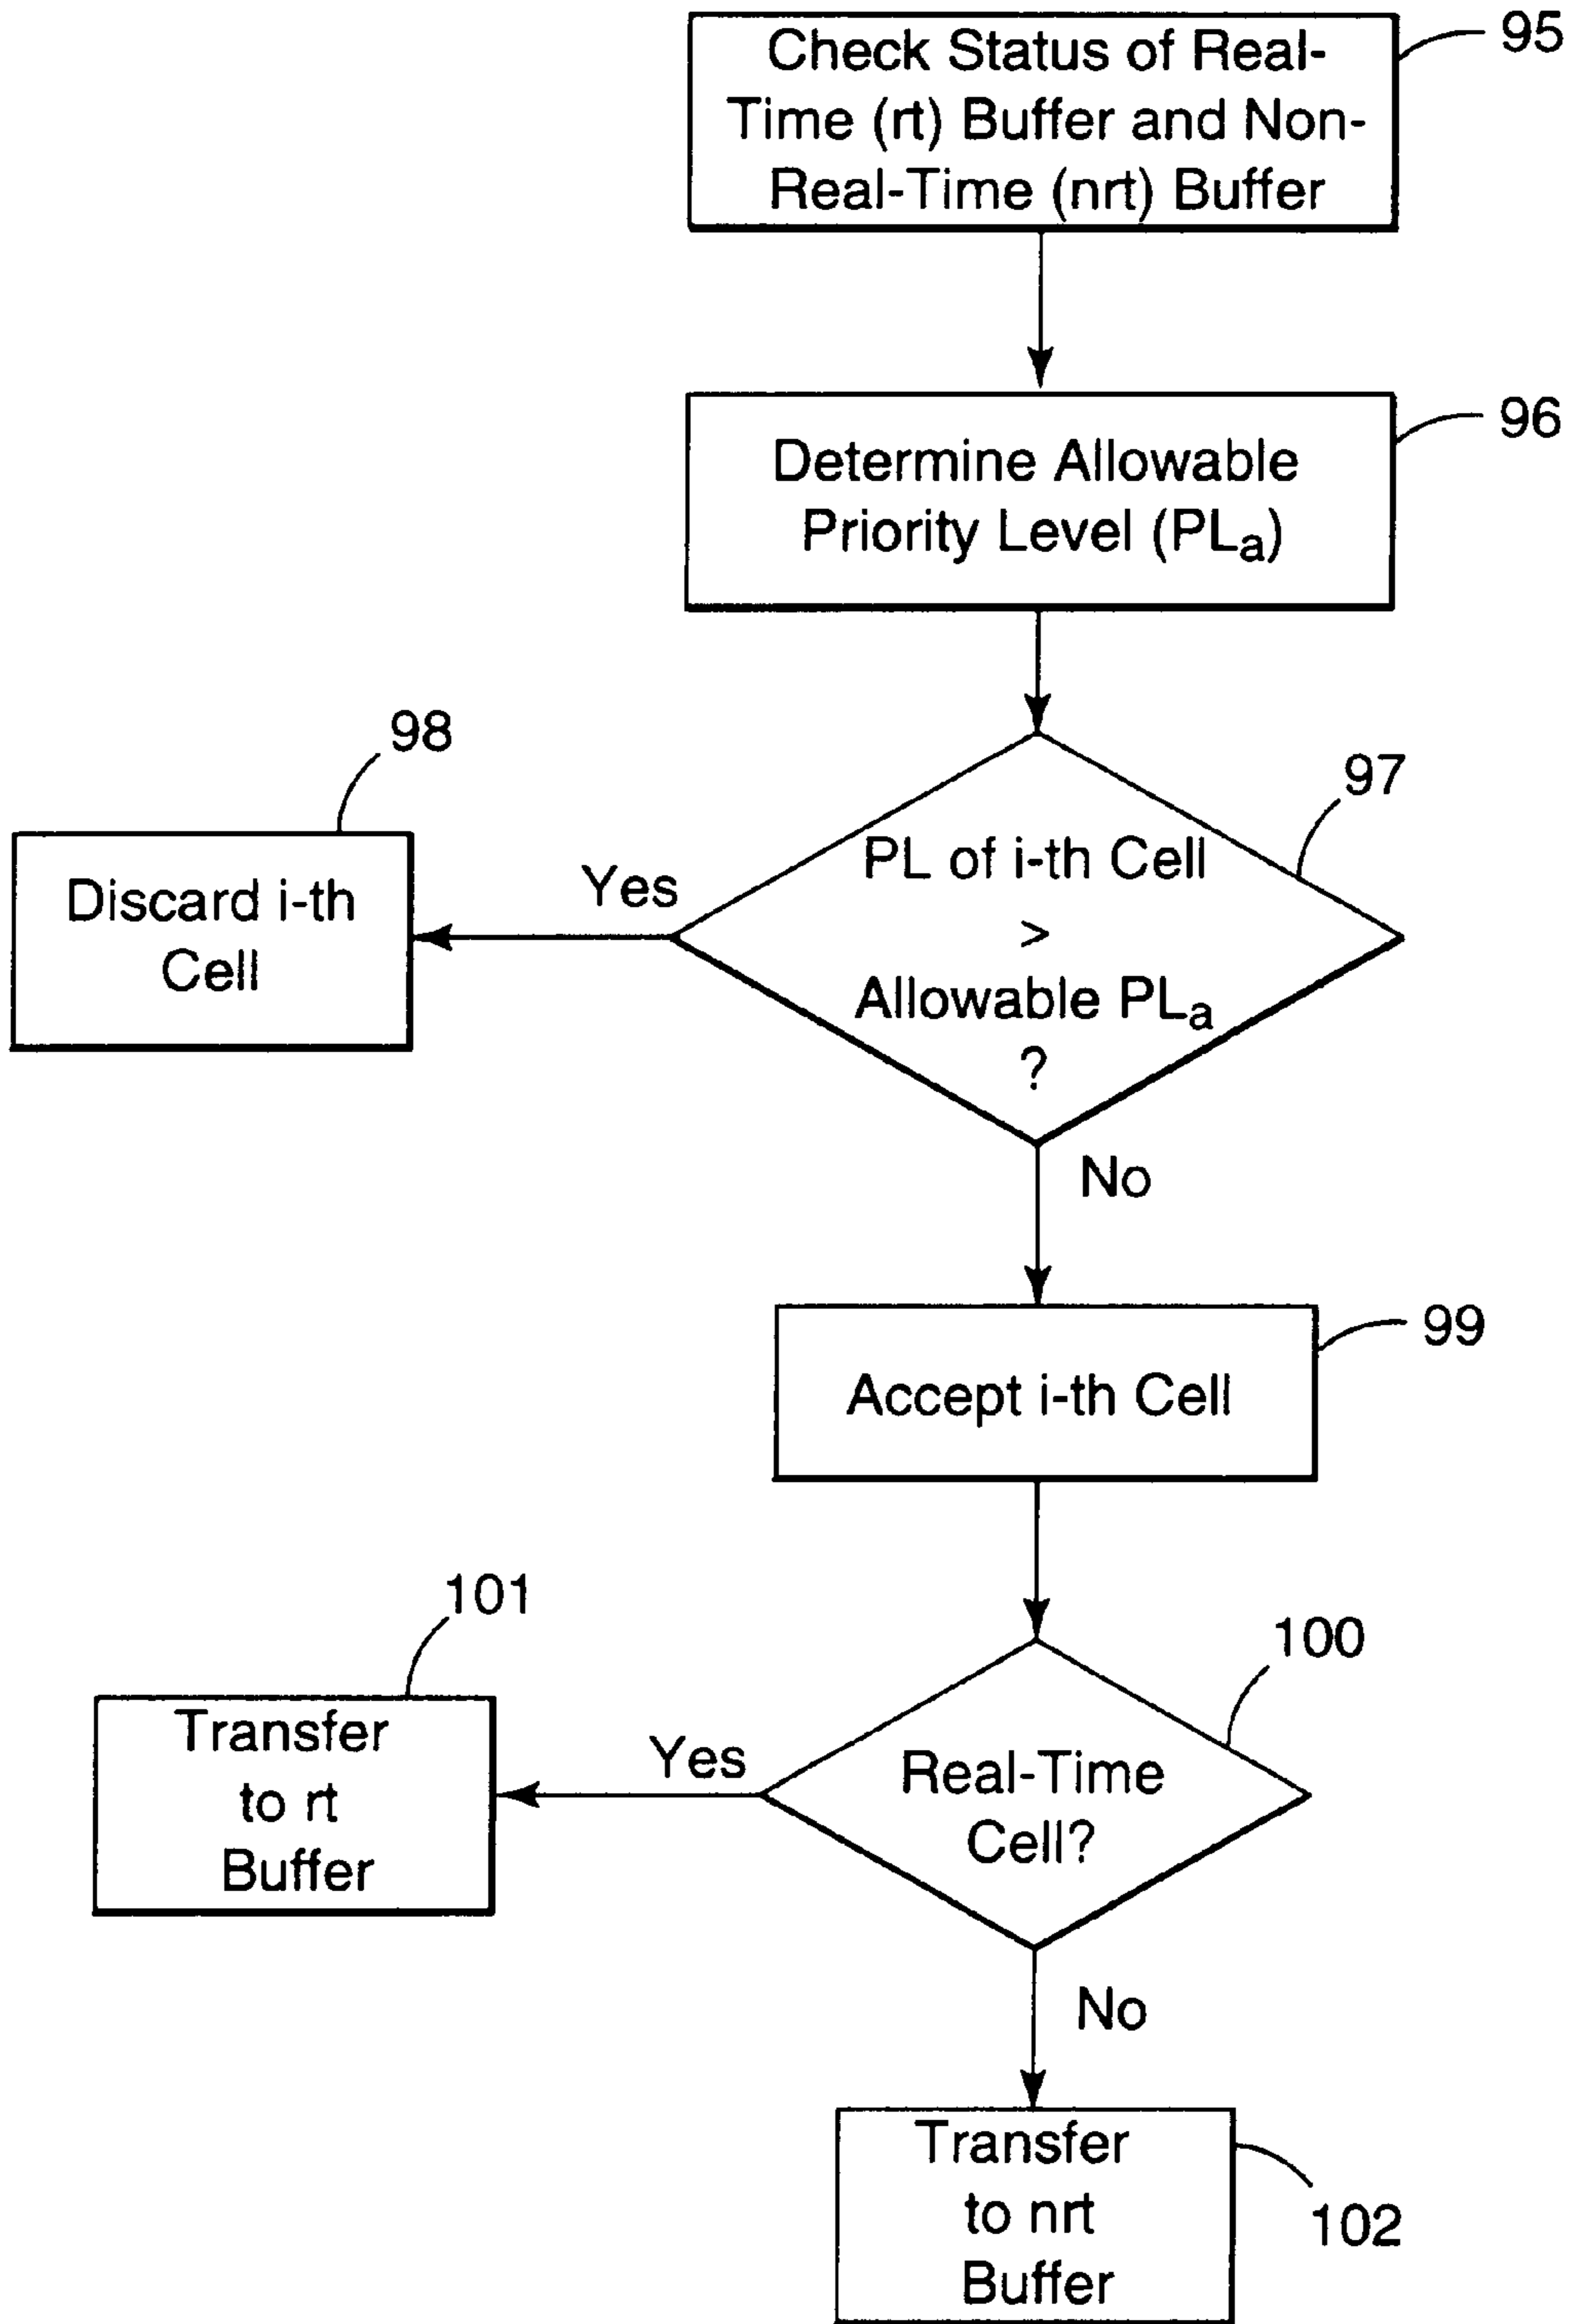 Check Status of Real-
Time (rt) Buffer and Non-
Real-Time (nrt) Buffer
95
Determine Allowable
Priority Level (PLa)
96
98
Discard i-th
Cell
Yes
97
PL of i-th Cell
>
Allowable PLa
?
No
99
Accept i-th Cell
101
Transfer
to rt
Buffer
Yes
100
Real-Time
Cell?
No
Transfer
to nrt
Buffer
102